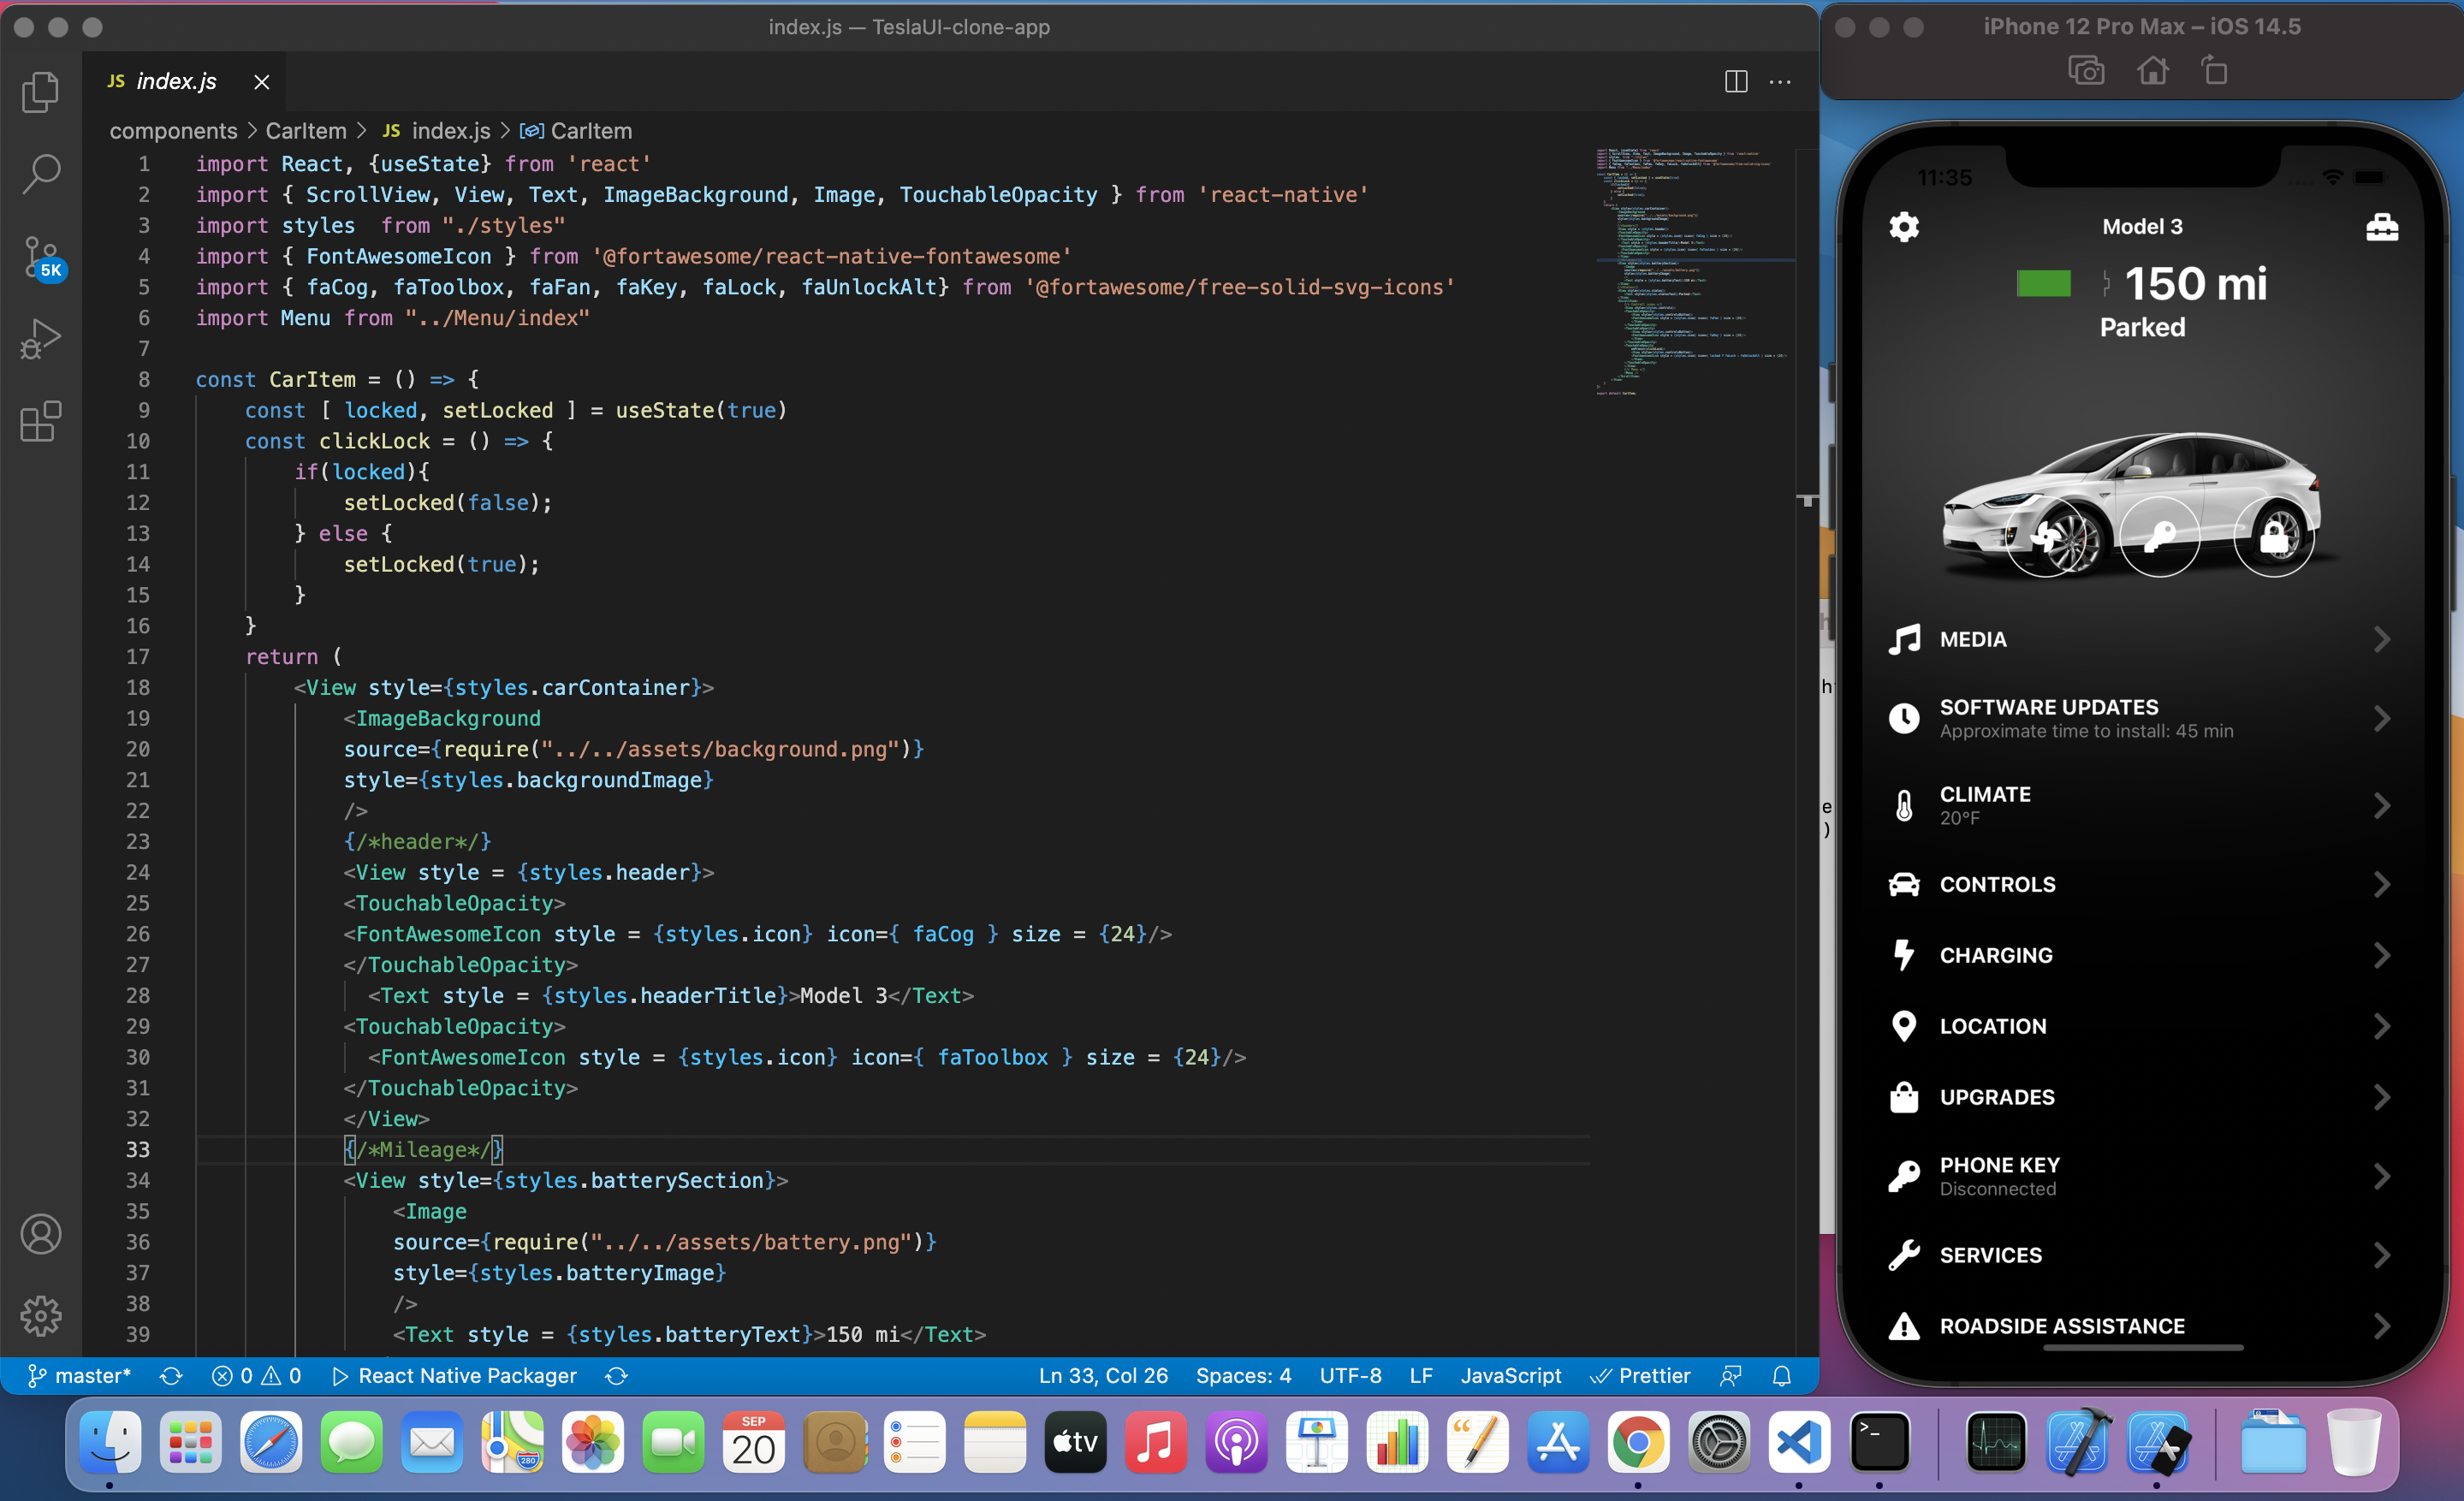 index.js — TeslaUI-clone-app
JS index.js
components > CarItem > JS index.js > CarItem
5K
1 import React, {useState} from 'react'
2 import { ScrollView, View, Text, ImageBackground, Image, TouchableOpacity } from 'react-native'
3 import styles  from "./styles"
4 import { FontAwesomeIcon } from '@fortawesome/react-native-fontawesome'
5 import { faCog, faToolbox, faFan, faKey, faLock, faUnlockAlt} from '@fortawesome/free-solid-svg-icons'
6 import Menu from "../Menu/index"
7
8 const CarItem = () => {
9     const [ locked, setLocked ] = useState(true)
10     const clickLock = () => {
11         if(locked){
12             setLocked(false);
13         } else {
14             setLocked(true);
15         }
16     }
17     return (
18         <View style={styles.carContainer}>
19             <ImageBackground
20             source={require("../../assets/background.png")}
21             style={styles.backgroundImage}
22             />
23             {/*header*/}
24             <View style = {styles.header}>
25             <TouchableOpacity>
26             <FontAwesomeIcon style = {styles.icon} icon={ faCog } size = {24}/>
27             </TouchableOpacity>
28               <Text style = {styles.headerTitle}>Model 3</Text>
29             <TouchableOpacity>
30               <FontAwesomeIcon style = {styles.icon} icon={ faToolbox } size = {24}/>
31             </TouchableOpacity>
32             </View>
33             {/*Mileage*/}
34             <View style={styles.batterySection}>
35                 <Image
36                 source={require("../../assets/battery.png")}
37                 style={styles.batteryImage}
38                 />
39                 <Text style = {styles.batteryText}>150 mi</Text>
master* 0 0 React Native Packager Ln 33, Col 26 Spaces: 4 UTF-8 LF JavaScript Prettier
iPhone 12 Pro Max – iOS 14.5
11:35
Model 3
150 mi
Parked
MEDIA
SOFTWARE UPDATES
Approximate time to install: 45 min
CLIMATE
20°F
CONTROLS
CHARGING
LOCATION
UPGRADES
PHONE KEY
Disconnected
SERVICES
ROADSIDE ASSISTANCE
h
e
)
280
SEP
20
tv
>_